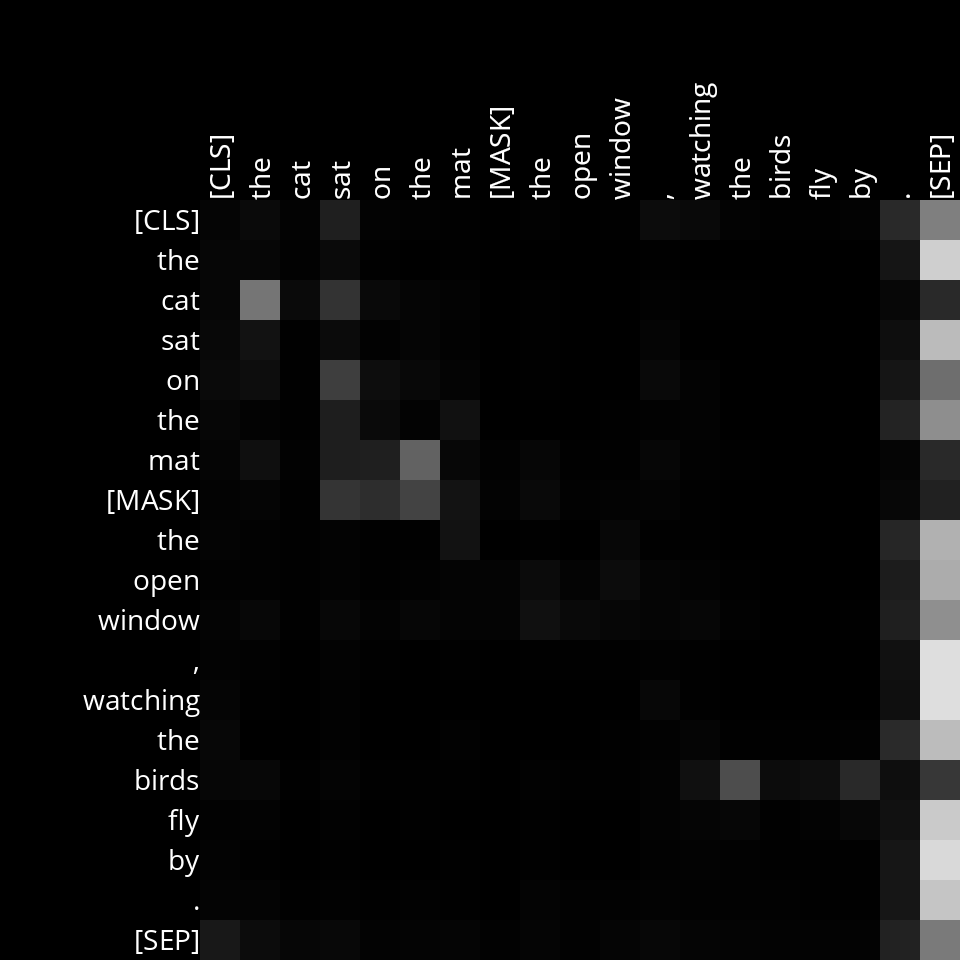 [CLS] the cat sat on the mat [MASK] the open window , watching the birds fly by . [SEP]
[CLS]
the
cat
sat
on
the
mat
[MASK]
the
open
window
,
watching
the
birds
fly
by
.
[SEP]